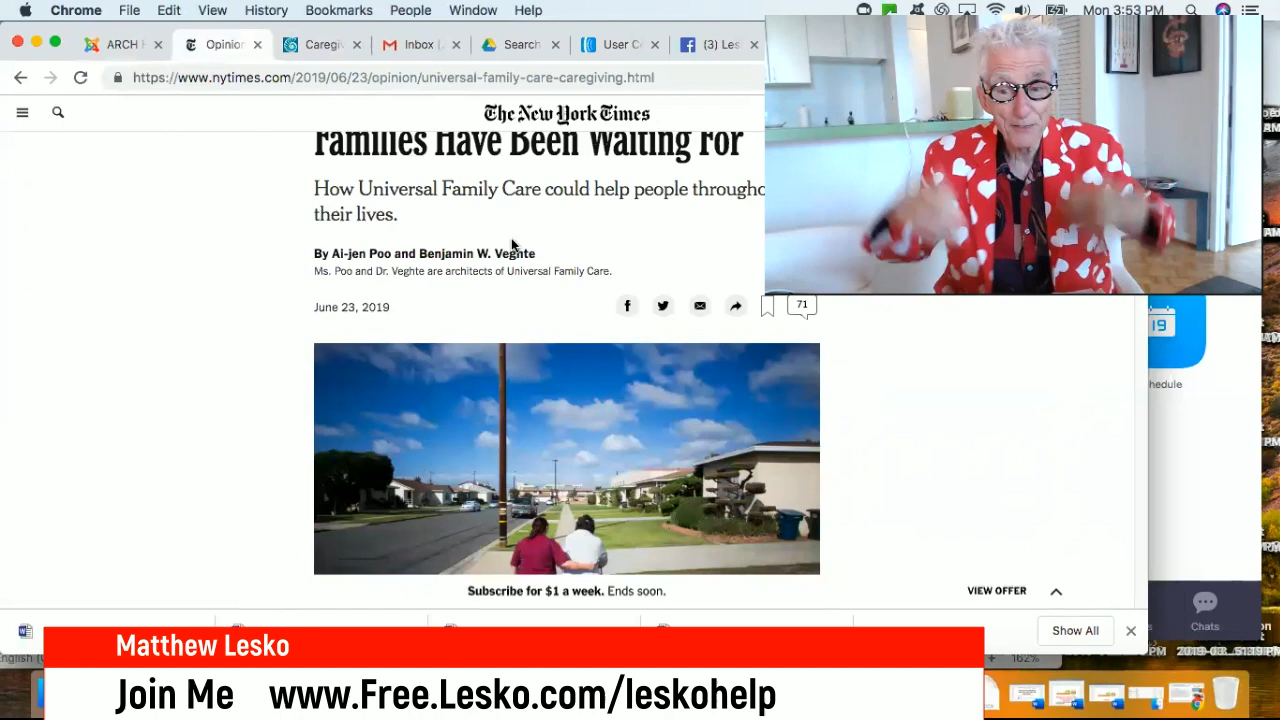 Chrome File Edit View History Bookmarks People Window Help
Mon 3:53 PM
ARCH H
Opinion
Caregiv
Inbox (
Search
User C
(3) Les
https://www.nytimes.com/2019/06/23/opinion/universal-family-care-caregiving.html
The New York Times
Families Have Been Waiting For
How Universal Family Care could help people througho
their lives.
By Ai-jen Poo and Benjamin W. Veghte
Ms. Poo and Dr. Veghte are architects of Universal Family Care.
June 23, 2019
71
19
hedule
Subscribe for $1 a week. Ends soon.
VIEW OFFER
Chats
Show All
162%
Matthew Lesko
Join Me www.Free.Lesko.com/leskohelp